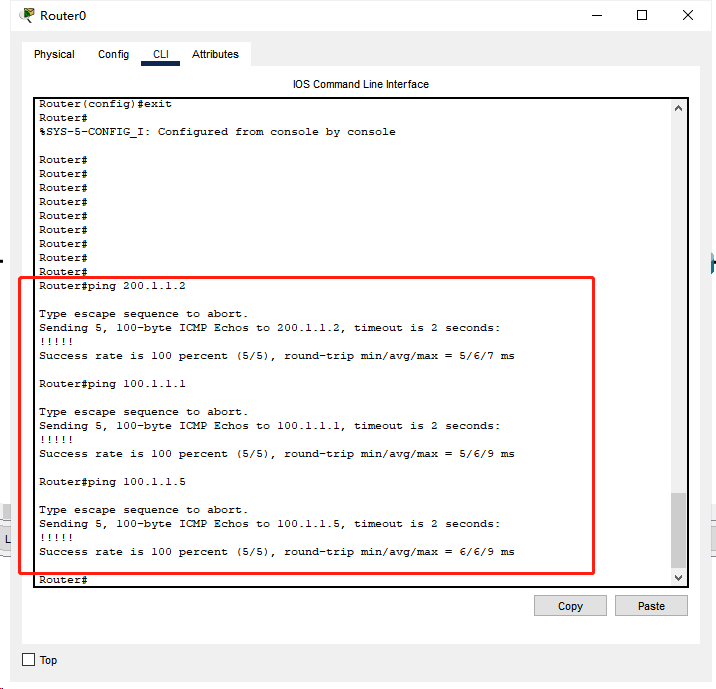 Router0
Physical Config CLI Attributes
IOS Command Line Interface
Router(config)#exit
Router#
%SYS-5-CONFIG_I: Configured from console by console
Router#
Router#
Router#
Router#
Router#
Router#
Router#
Router#
Router#
Router#ping 200.1.1.2
Type escape sequence to abort.
Sending 5, 100-byte ICMP Echos to 200.1.1.2, timeout is 2 seconds:
!!!!!
Success rate is 100 percent (5/5), round-trip min/avg/max = 5/6/7 ms
Router#ping 100.1.1.1
Type escape sequence to abort.
Sending 5, 100-byte ICMP Echos to 100.1.1.1, timeout is 2 seconds:
!!!!!
Success rate is 100 percent (5/5), round-trip min/avg/max = 5/6/9 ms
Router#ping 100.1.1.5
Type escape sequence to abort.
Sending 5, 100-byte ICMP Echos to 100.1.1.5, timeout is 2 seconds:
!!!!!
Success rate is 100 percent (5/5), round-trip min/avg/max = 6/6/9 ms
Router#
Copy Paste
Top